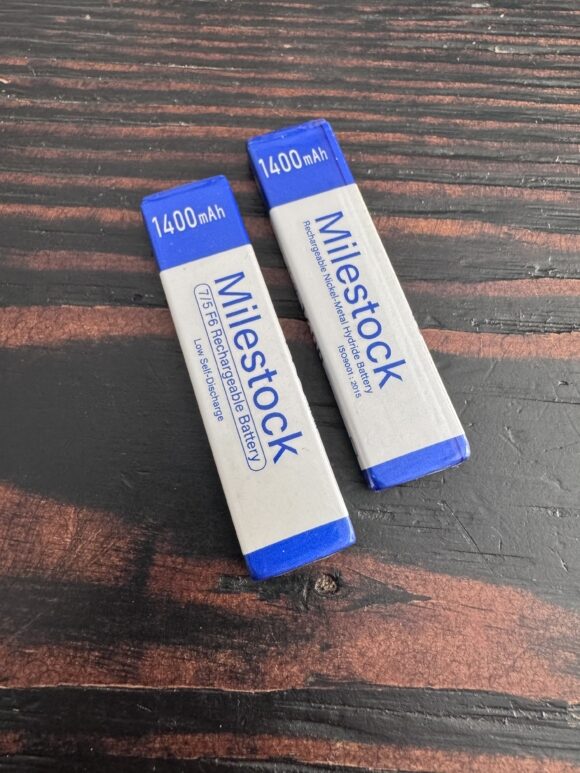 1400mAh
Milestock
7/5 F6 Rechargeable Battery
Low Self-Discharge
1400mAh
Milestock
Rechargeable Nickel-Metal Hydride Battery
ISO9001:2015